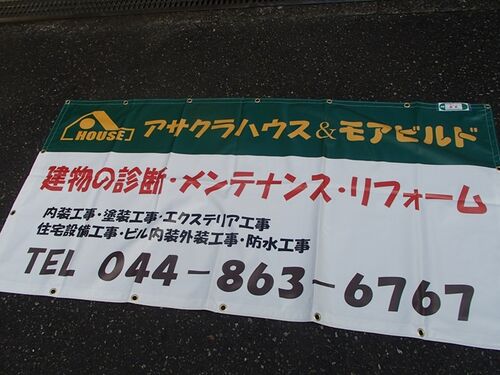 HOUSE アサクラハウス&モアビルド
建物の診断・メンテナンス・リフォーム
内装工事・塗装工事・エクステリア工事
住宅設備工事・ビル内装外装工事・防水工事
TEL 044-863-6767